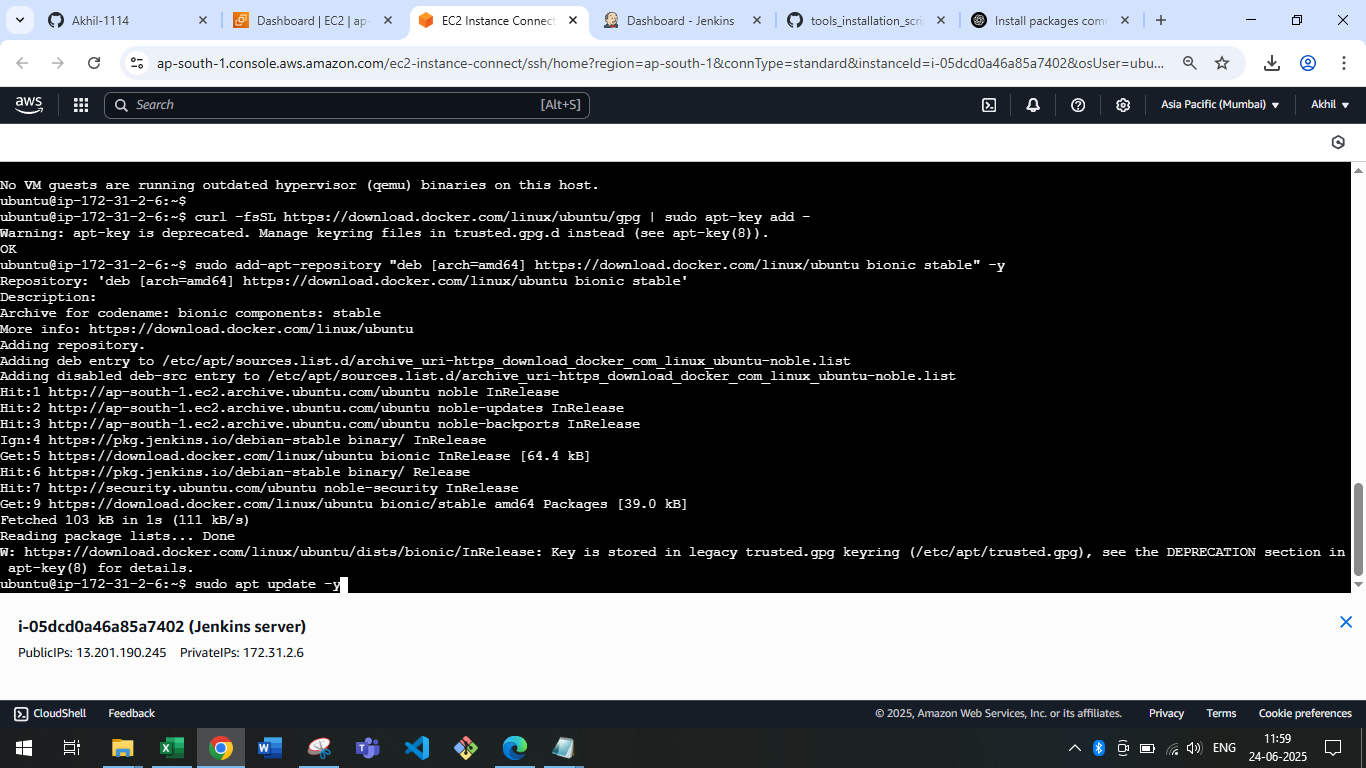 Akhil-1114
Dashboard | EC2 | ap-
EC2 Instance Connect
Dashboard - Jenkins
tools_installation_scri
Install packages com
ap-south-1.console.aws.amazon.com/ec2-instance-connect/ssh/home?region=ap-south-1&connType=standard&instanceId=i-05dcd0a46a85a7402&osUser=ubu...
aws
Search
[Alt+S]
Asia Pacific (Mumbai)
Akhil
No VM guests are running outdated hypervisor (qemu) binaries on this host.
ubuntu@ip-172-31-2-6:~$
ubuntu@ip-172-31-2-6:~$ curl -fsSL https://download.docker.com/linux/ubuntu/gpg | sudo apt-key add -
Warning: apt-key is deprecated. Manage keyring files in trusted.gpg.d instead (see apt-key(8)).
OK
ubuntu@ip-172-31-2-6:~$ sudo add-apt-repository "deb [arch=amd64] https://download.docker.com/linux/ubuntu bionic stable" -y
Repository: 'deb [arch=amd64] https://download.docker.com/linux/ubuntu bionic stable'
Description:
Archive for codename: bionic components: stable
More info: https://download.docker.com/linux/ubuntu
Adding repository.
Adding deb entry to /etc/apt/sources.list.d/archive_uri-https_download_docker_com_linux_ubuntu-noble.list
Adding disabled deb-src entry to /etc/apt/sources.list.d/archive_uri-https_download_docker_com_linux_ubuntu-noble.list
Hit:1 http://ap-south-1.ec2.archive.ubuntu.com/ubuntu noble InRelease
Hit:2 http://ap-south-1.ec2.archive.ubuntu.com/ubuntu noble-updates InRelease
Hit:3 http://ap-south-1.ec2.archive.ubuntu.com/ubuntu noble-backports InRelease
Ign:4 https://pkg.jenkins.io/debian-stable binary/ InRelease
Get:5 https://download.docker.com/linux/ubuntu bionic InRelease [64.4 kB]
Hit:6 https://pkg.jenkins.io/debian-stable binary/ Release
Hit:7 http://security.ubuntu.com/ubuntu noble-security InRelease
Get:9 https://download.docker.com/linux/ubuntu bionic/stable amd64 Packages [39.0 kB]
Fetched 103 kB in 1s (111 kB/s)
Reading package lists... Done
W: https://download.docker.com/linux/ubuntu/dists/bionic/InRelease: Key is stored in legacy trusted.gpg keyring (/etc/apt/trusted.gpg), see the DEPRECATION section in
apt-key(8) for details.
ubuntu@ip-172-31-2-6:~$ sudo apt update -y
i-05dcd0a46a85a7402 (Jenkins server)
PublicIPs: 13.201.190.245 PrivateIPs: 172.31.2.6
CloudShell
Feedback
© 2025, Amazon Web Services, Inc. or its affiliates.
Privacy
Terms
Cookie preferences
ENG
11:59
24-06-2025